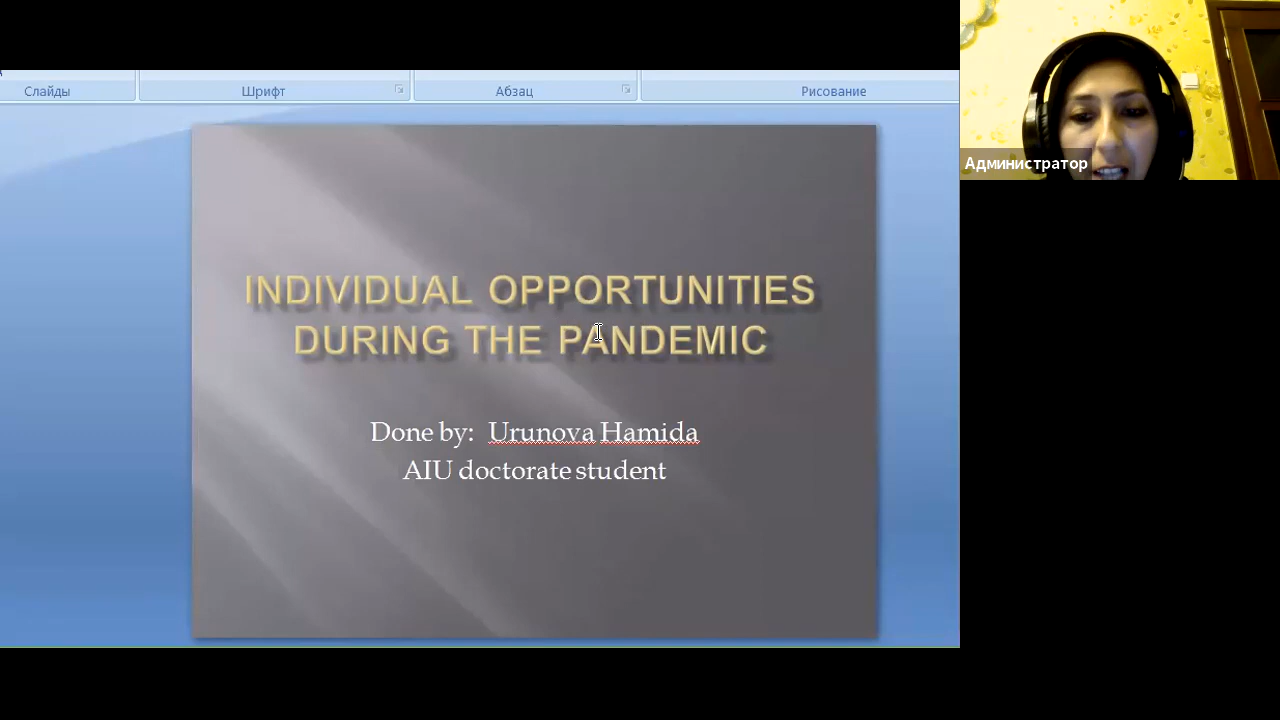 Слайды
Шрифт
Абзац
Рисование
Администратор
INDIVIDUAL OPPORTUNITIES
DURING THE PANDEMIC
Done by: Urunova Hamida
AIU doctorate student